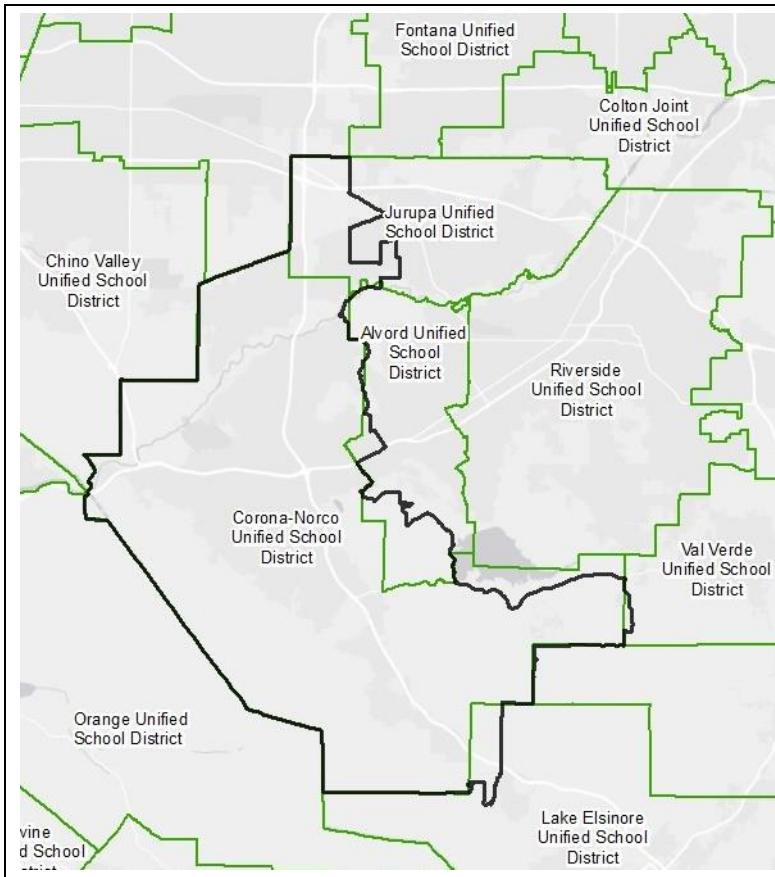 Fontana Unified
School District
Colton Joint
Unified School
District
Jurupa Unified
School District
Chino Valley
Unified School
District
Alvord Unified
School
District
Riverside
Unified School
District
Corona-Norco
Unified School
District
Val Verde
Unified School
District
Orange Unified
School District
Lake Elsinore
Unified School
District
vine
d School
strict